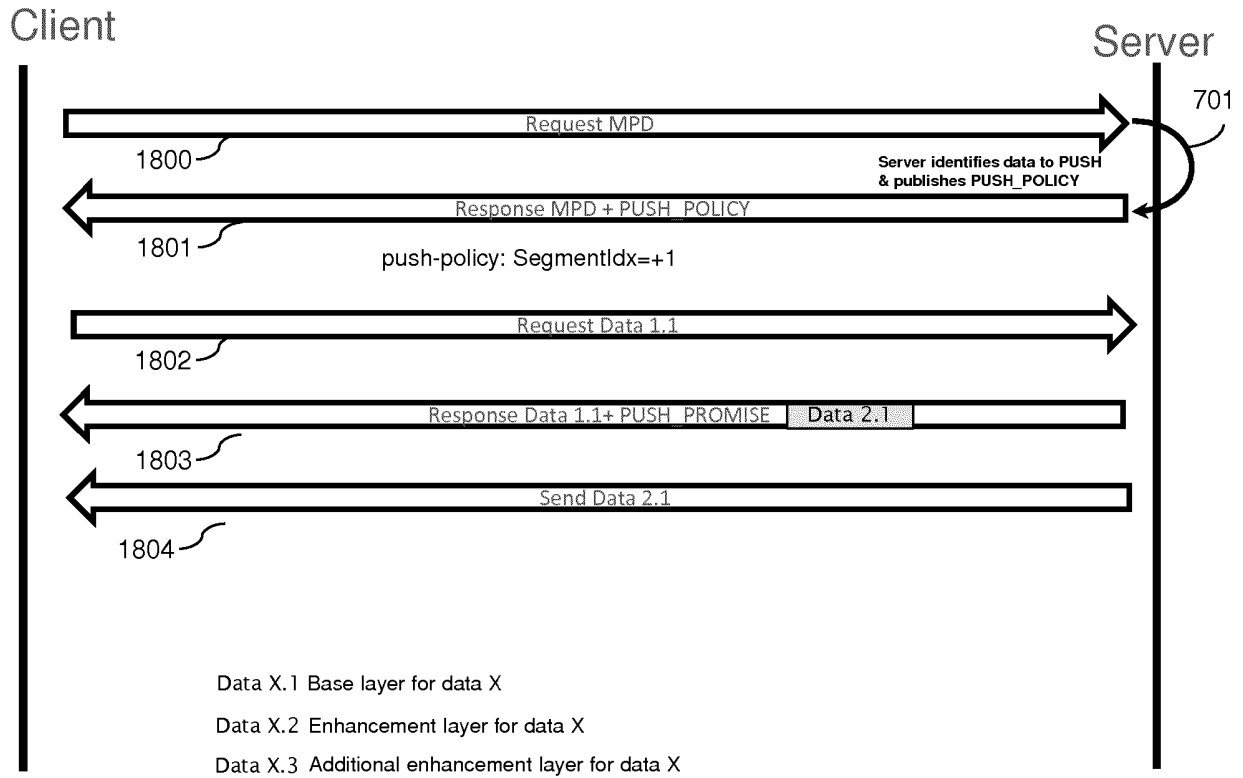 Client
Server
701
Request MPD
1800
Server identifies data to PUSH
& publishes PUSH_POLICY
Response MPD + PUSH_POLICY
1801
push-policy: SegmentIdx=+1
Request Data 1.1
1802
Response Data 1.1+ PUSH_PROMISE Data 2.1
1803
Send Data 2.1
1804
Data X.1 Base layer for data X
Data X.2 Enhancement layer for data X
Data X.3 Additional enhancement layer for data X